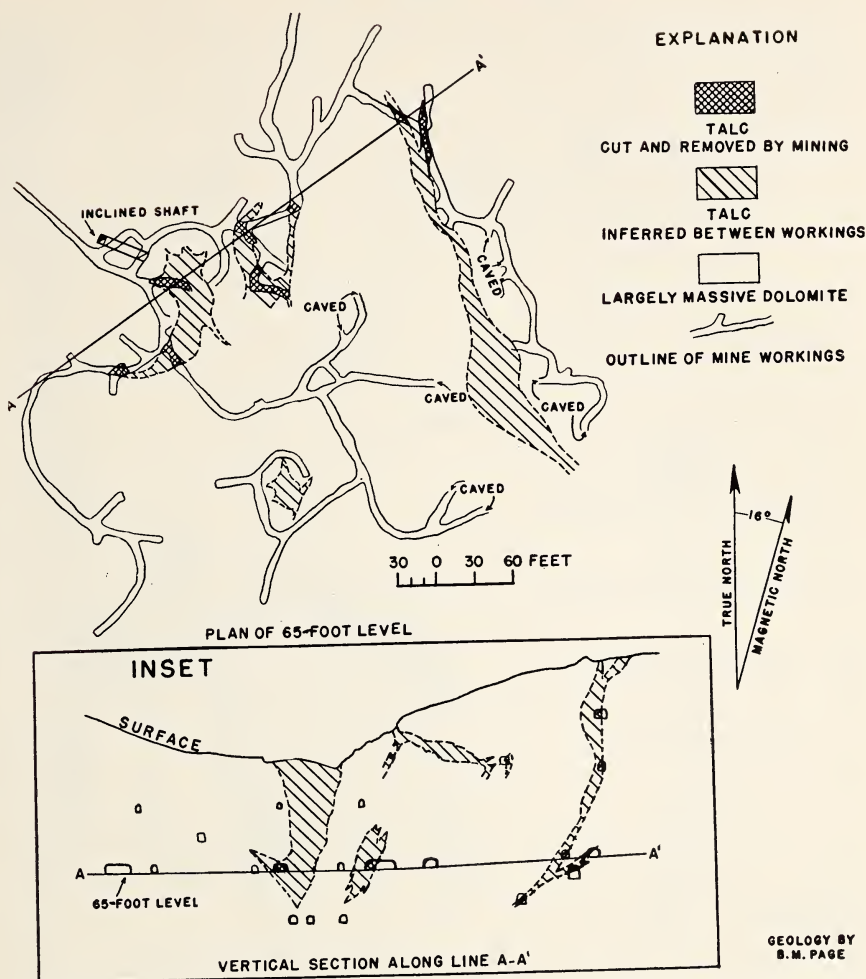 EXPLANATION
TALC
CUT AND REMOVED BY MINING
TALC
INFERRED BETWEEN WORKINGS
LARGELY MASSIVE DOLOMITE
OUTLINE OF MINE WORKINGS
A'
INCLINED SHAFT
CAVED
CAVED
CAVED
CAVED
CAVED
30 0 30 60 FEET
16°
TRUE NORTH
MAGNETIC NORTH
PLAN OF 65-FOOT LEVEL
INSET
SURFACE
A
A'
65-FOOT LEVEL
VERTICAL SECTION ALONG LINE A-A'
GEOLOGY BY
B.M. PAGE